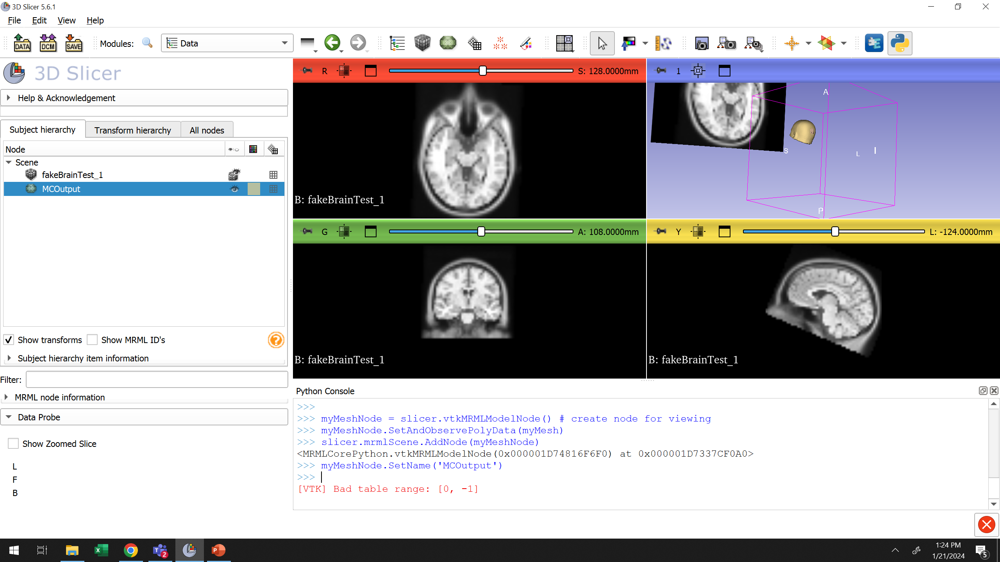 3D Slicer 5.6.1
File Edit View Help
DATA DCM SAVE Modules: Data
3D Slicer
Help & Acknowledgement
Subject hierarchy Transform hierarchy All nodes
Node
Scene
fakeBrainTest_1
MCOutput
Show transforms Show MRML ID's
Subject hierarchy item information
Filter:
MRML node information
Data Probe
Show Zoomed Slice
L
F
B
R S: 128.0000mm
B: fakeBrainTest_1
1
A
S L I
P
G A: 108.0000mm
B: fakeBrainTest_1
Y L: -124.0000mm
B: fakeBrainTest_1
Python Console
>>>
>>> myMeshNode = slicer.vtkMRMLModelNode() # create node for viewing
>>> myMeshNode.SetAndObservePolyData(myMesh)
>>> slicer.mrmlScene.AddNode(myMeshNode)
<MRMLCorePython.vtkMRMLModelNode(0x000001D74816F6F0) at 0x000001D7337CF0A0>
>>> myMeshNode.SetName('MCOutput')
>>>
[VTK] Bad table range: [0, -1]
1:24 PM
1/21/2024
2
5